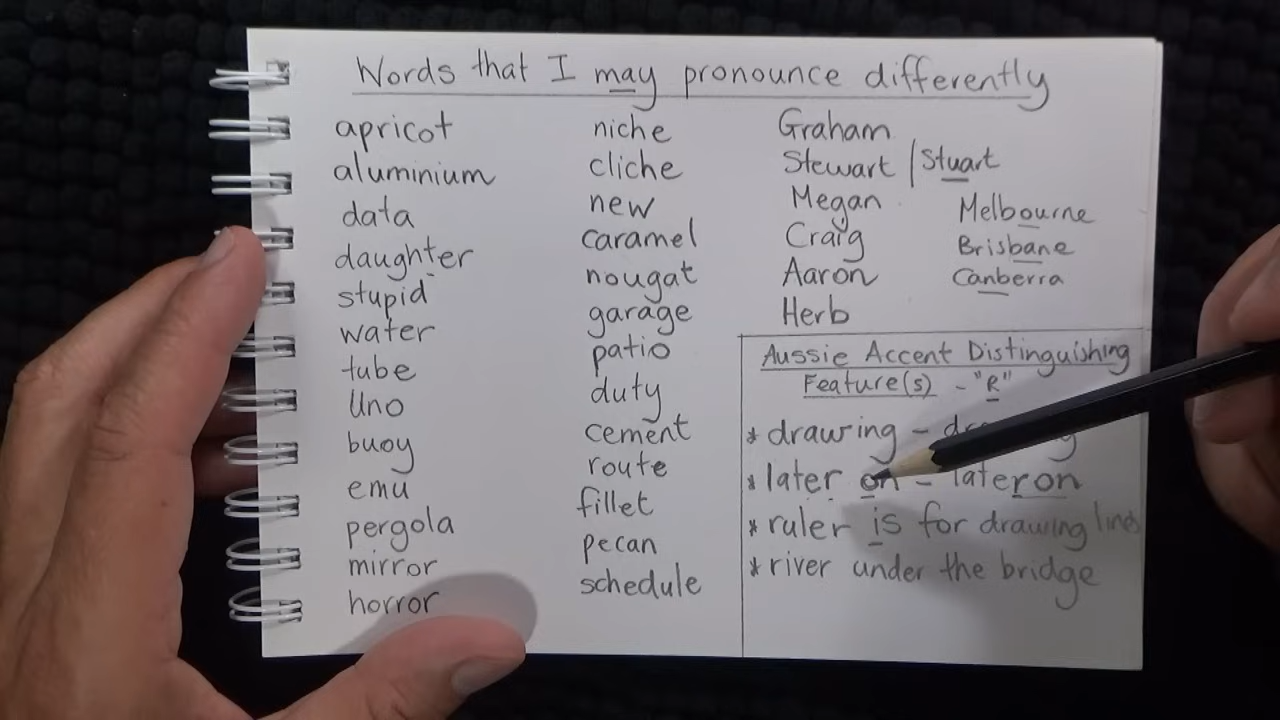 Words that I may pronounce differently
apricot
aluminium
data
daughter
stupid
water
tube
Uno
buoy
emu
pergola
mirror
horror
niche
cliche
new
caramel
nougat
garage
patio
duty
cement
route
fillet
pecan
schedule
Graham
Stewart / Stuart
Megan
Craig
Aaron
Herb
Melbourne
Brisbane
Canberra
Aussie Accent Distinguishing
Feature(s) - "R"
* drawing -
* later on - lateron
* ruler is for drawing lines
* river under the bridge